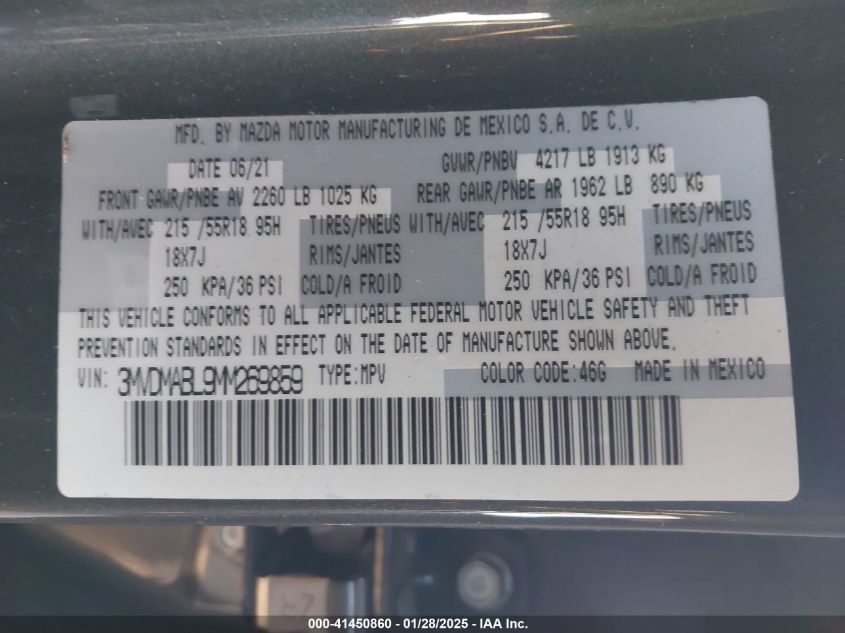 MFD. BY MAZDA MOTOR MANUFACTURING DE MEXICO S.A. DE C.V.
DATE 06/21 GVWR/PNBV 4217 LB 1913 KG
FRONT GAWR/PNBE AV 2260 LB 1025 KG REAR GAWR/PNBE AR 1962 LB 890 KG
WITH/AVEC 215 /55R18 95H TIRES/PNEUS WITH/AVEC 215 /55R18 95H TIRES/PNEUS
18X7J RIMS/JANTES 18X7J RIMS/JANTES
250 KPA/36 PSI COLD/A FROID 250 KPA/36 PSI COLD/A FROID
THIS VEHICLE CONFORMS TO ALL APPLICABLE FEDERAL MOTOR VEHICLE SAFETY AND THEFT
PREVENTION STANDARDS IN EFFECT ON THE DATE OF MANUFACTURE SHOWN ABOVE.
VIN: 3MVDMABL9MM269859 TYPE:MPV COLOR CODE:46G MADE IN MEXICO
000-41450860 - 01/28/2025 - IAA Inc.